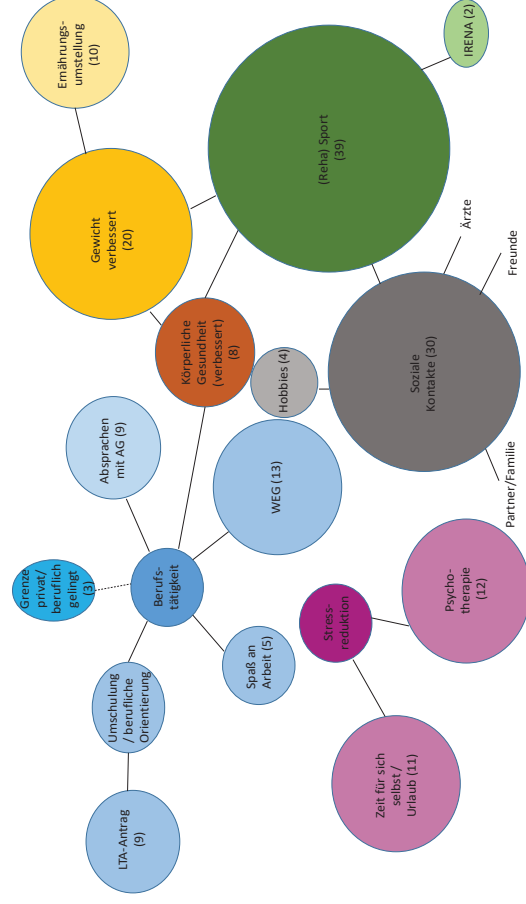 LTA-Antrag
(9)
Umschulung
/ berufliche
Orientierung
Grenze
privat/
beruflich
gelingt
(3)
Absprachen
mit AG (9)
Berufs-
tätigkeit
Spaß an
Arbeit (5)
WEG (13)
Körperliche
Gesundheit
(verbessert)
(8)
Gewicht
verbessert
(20)
Ernährungs-
umstellung
(10)
(Reha) Sport
(39)
IRENA (2)
Hobbies (4)
Soziale
Kontakte (30)
Ärzte
Freunde
Partner/Familie
Stress-
reduktion
Zeit für sich
selbst /
Urlaub (11)
Psycho-
therapie
(12)